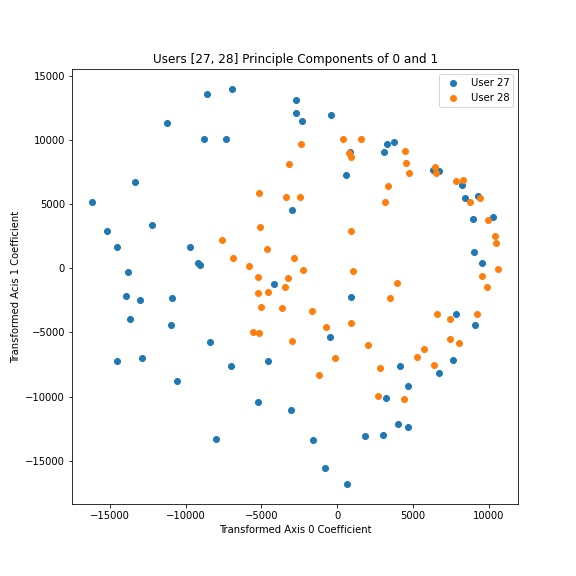 Users [27, 28] Principle Components of 0 and 1
User 27
User 28
15000
10000
5000
0
−5000
−10000
−15000
Transformed Acis 1 Coefficient
−15000 −10000 −5000 0 5000 10000
Transformed Axis 0 Coefficient